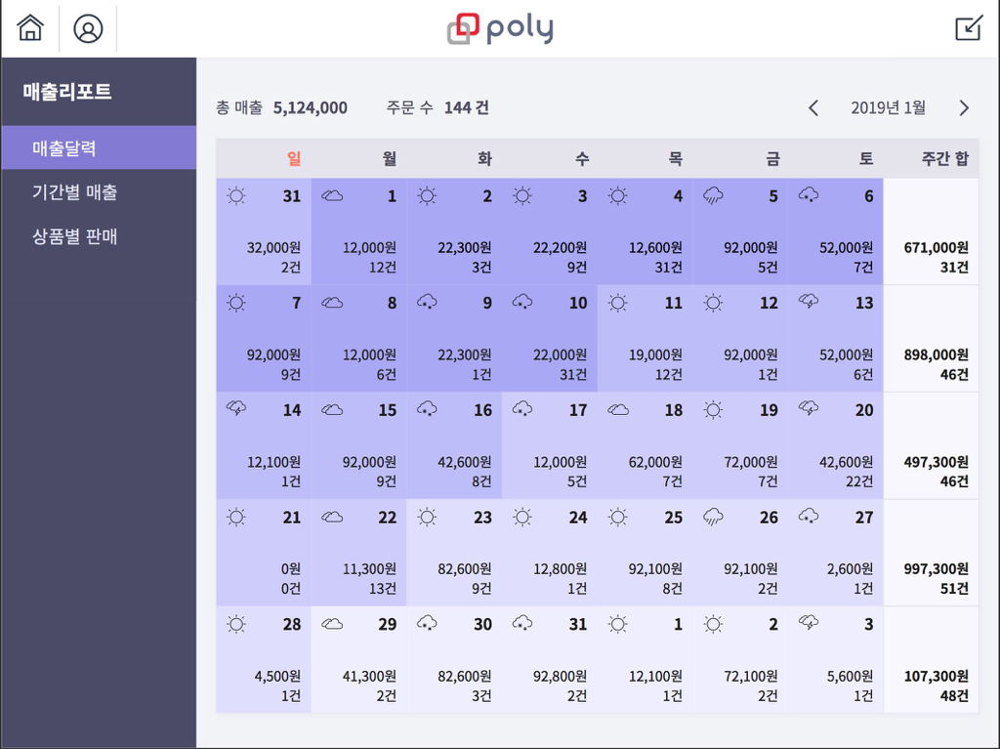 poly
매출리포트
매출달력
기간별 매출
상품별 판매
총 매출 5,124,000 주문 수 144 건 2019년 1월
일 월 화 수 목 금 토 주간 합
31 1 2 3 4 5 6
32,000원 12,000원 22,300원 22,200원 12,600원 92,000원 52,000원 671,000원
2건 12건 3건 9건 31건 5건 7건 31건
7 8 9 10 11 12 13
92,000원 12,000원 22,300원 22,000원 19,000원 92,000원 52,000원 898,000원
9건 6건 1건 31건 12건 1건 6건 46건
14 15 16 17 18 19 20
12,100원 92,000원 42,600원 12,000원 62,000원 72,000원 42,600원 497,300원
1건 9건 8건 5건 7건 7건 22건 46건
21 22 23 24 25 26 27
0원 11,300원 82,600원 12,800원 92,100원 92,100원 2,600원 997,300원
0건 13건 9건 1건 8건 2건 1건 51건
28 29 30 31 1 2 3
4,500원 41,300원 82,600원 92,800원 12,100원 72,100원 5,600원 107,300원
1건 2건 3건 2건 1건 2건 1건 48건